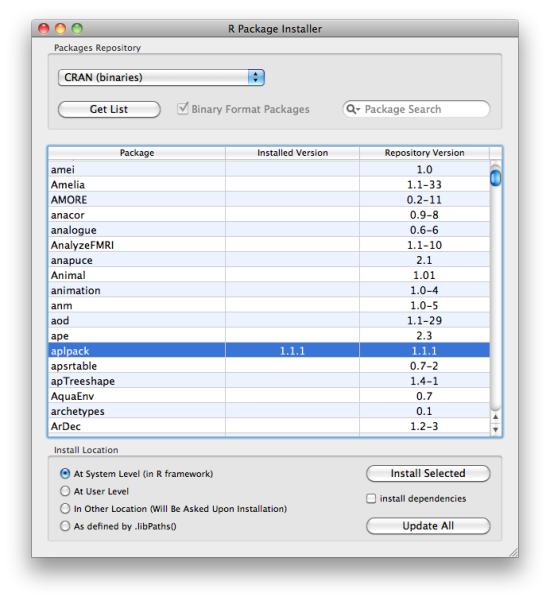 R Package Installer
Packages Repository
CRAN (binaries)
Get List
Binary Format Packages
Package Search
Package Installed Version Repository Version
amei 1.0
Amelia 1.1-33
AMORE 0.2-11
anacor 0.9-8
analogue 0.6-6
AnalyzeFMRI 1.1-10
anapuce 2.1
Animal 1.01
animation 1.0-4
anm 1.0-5
aod 1.1-29
ape 2.3
aplpack 1.1.1 1.1.1
apsrtable 0.7-2
apTreeshape 1.4-1
AquaEnv 0.7
archetypes 0.1
ArDec 1.2-3
Install Location
At System Level (in R framework)
At User Level
In Other Location (Will Be Asked Upon Installation)
As defined by .libPaths()
Install Selected
install dependencies
Update All